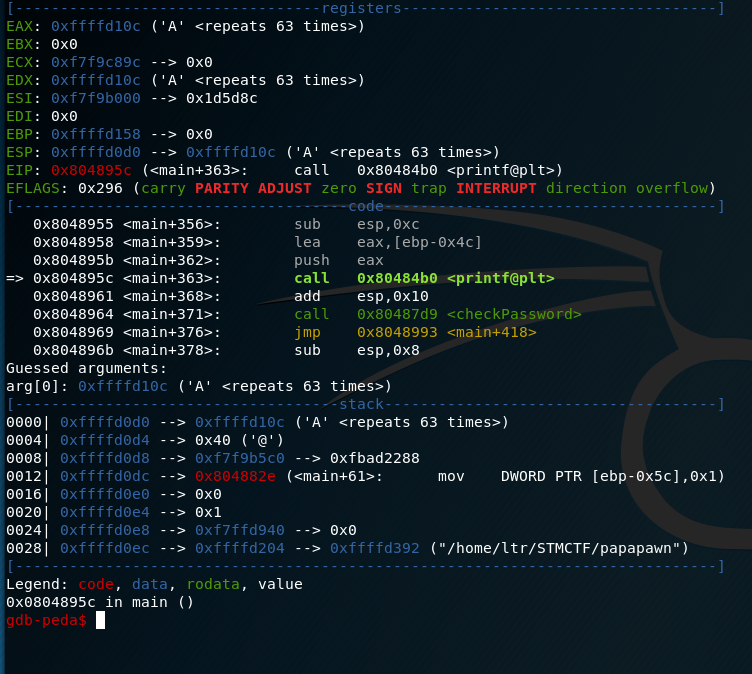 [----------------------------------registers-----------------------------------]
EAX: 0xffffd10c ('A' <repeats 63 times>)
EBX: 0x0
ECX: 0xf7f9c89c --> 0x0
EDX: 0xffffd10c ('A' <repeats 63 times>)
ESI: 0xf7f9b000 --> 0x1d5d8c
EDI: 0x0
EBP: 0xffffd158 --> 0x0
ESP: 0xffffd0d0 --> 0xffffd10c ('A' <repeats 63 times>)
EIP: 0x804895c (<main+363>:     call   0x80484b0 <printf@plt>)
EFLAGS: 0x296 (carry PARITY ADJUST zero SIGN trap INTERRUPT direction overflow)
[-------------------------------------code-------------------------------------]
   0x8048955 <main+356>:        sub    esp,0xc
   0x8048958 <main+359>:        lea    eax,[ebp-0x4c]
   0x804895b <main+362>:        push   eax
=> 0x804895c <main+363>:        call   0x80484b0 <printf@plt>
   0x8048961 <main+368>:        add    esp,0x10
   0x8048964 <main+371>:        call   0x80487d9 <checkPassword>
   0x8048969 <main+376>:        jmp    0x8048993 <main+418>
   0x804896b <main+378>:        sub    esp,0x8
Guessed arguments:
arg[0]: 0xffffd10c ('A' <repeats 63 times>)
[------------------------------------stack-------------------------------------]
0000| 0xffffd0d0 --> 0xffffd10c ('A' <repeats 63 times>)
0004| 0xffffd0d4 --> 0x40 ('@')
0008| 0xffffd0d8 --> 0xf7f9b5c0 --> 0xfbad2288
0012| 0xffffd0dc --> 0x804882e (<main+61>:      mov    DWORD PTR [ebp-0x5c],0x1)
0016| 0xffffd0e0 --> 0x0
0020| 0xffffd0e4 --> 0x1
0024| 0xffffd0e8 --> 0xf7ffd940 --> 0x0
0028| 0xffffd0ec --> 0xffffd204 --> 0xffffd392 ("/home/ltr/STMCTF/papapawn")
[------------------------------------------------------------------------------]
Legend: code, data, rodata, value
0x0804895c in main ()
gdb-peda$